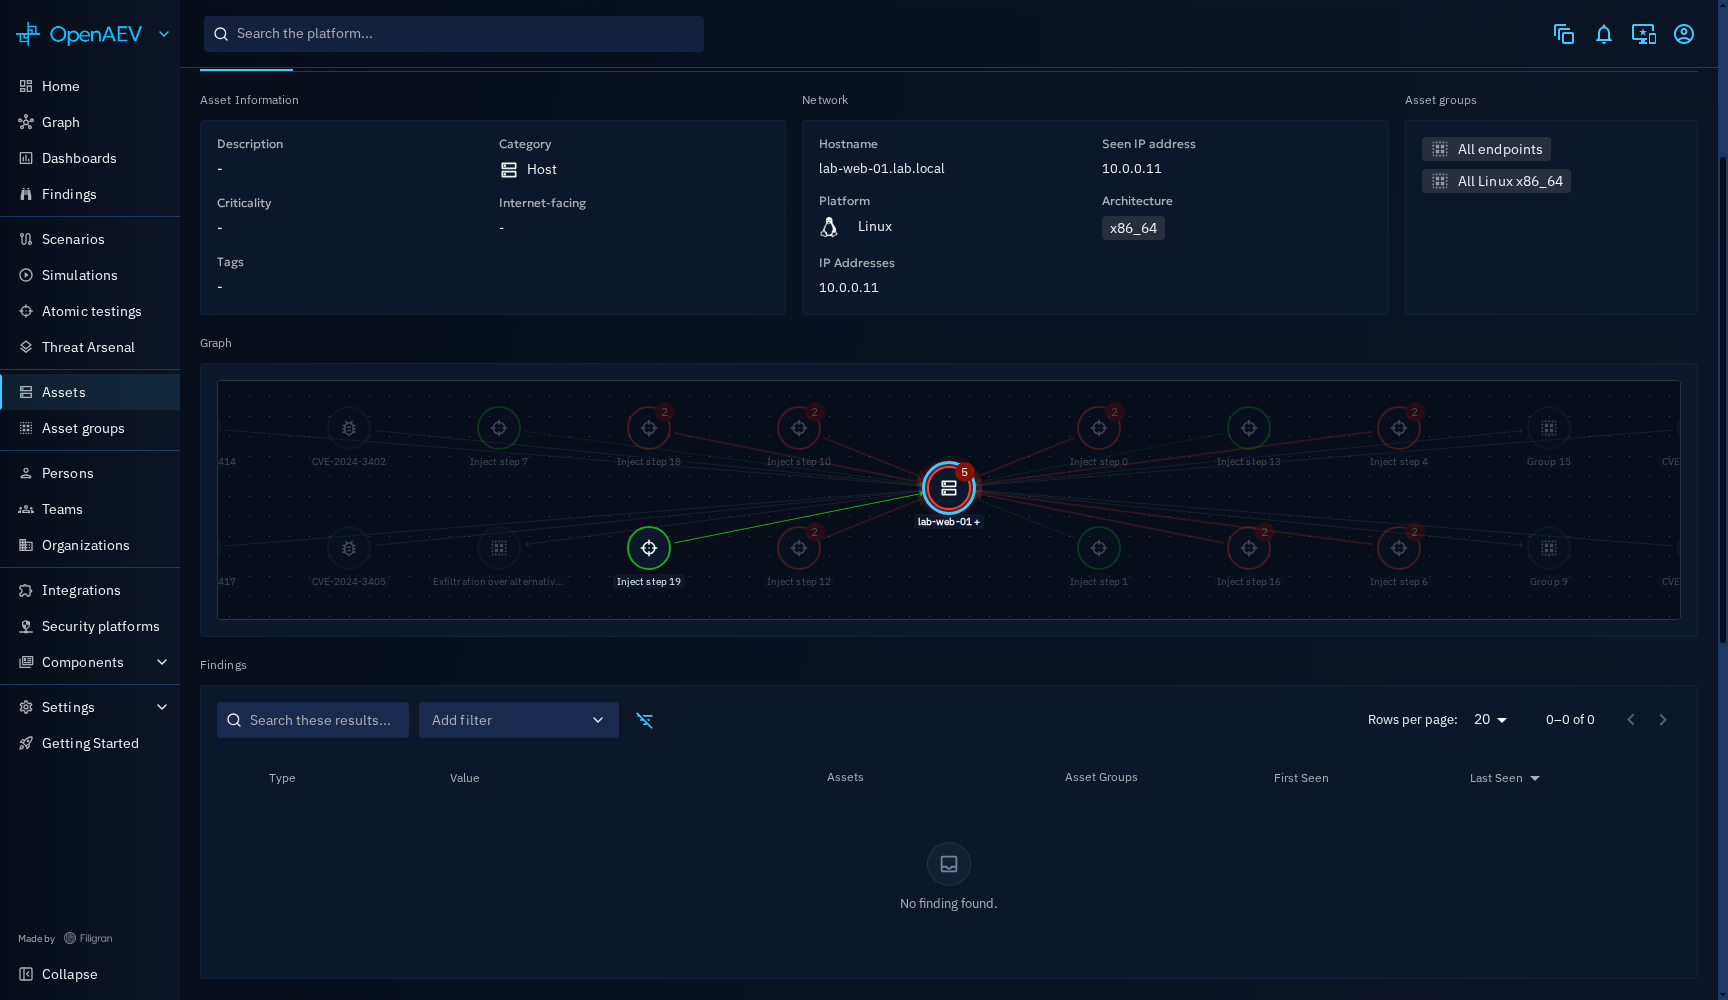 OpenAEV
Search the platform...
Home
Graph
Dashboards
Findings
Scenarios
Simulations
Atomic testings
Threat Arsenal
Assets
Asset groups
Persons
Teams
Organizations
Integrations
Security platforms
Components
Settings
Getting Started
Made by Filigran
Collapse
Asset Information
Description
-
Category
Host
Criticality
-
Internet-facing
-
Tags
-
Network
Hostname
lab-web-01.lab.local
Seen IP address
10.0.0.11
Platform
Linux
Architecture
x86_64
IP Addresses
10.0.0.11
Asset groups
All endpoints
All Linux x86_64
Graph
2 2 2 2
414 CVE-2024-3402 Inject step 7 Inject step 18 Inject step 10 Inject step 0 Inject step 13 Inject step 4 Group 15 CVE
5
lab-web-01 +
2 2 2
417 CVE-2024-3405 Exfiltration over alternativ... Inject step 19 Inject step 12 Inject step 1 Inject step 16 Inject step 6 Group 9 CVE
Findings
Search these results...
Add filter
Rows per page: 20 0–0 of 0
Type Value Assets Asset Groups First Seen Last Seen
No finding found.